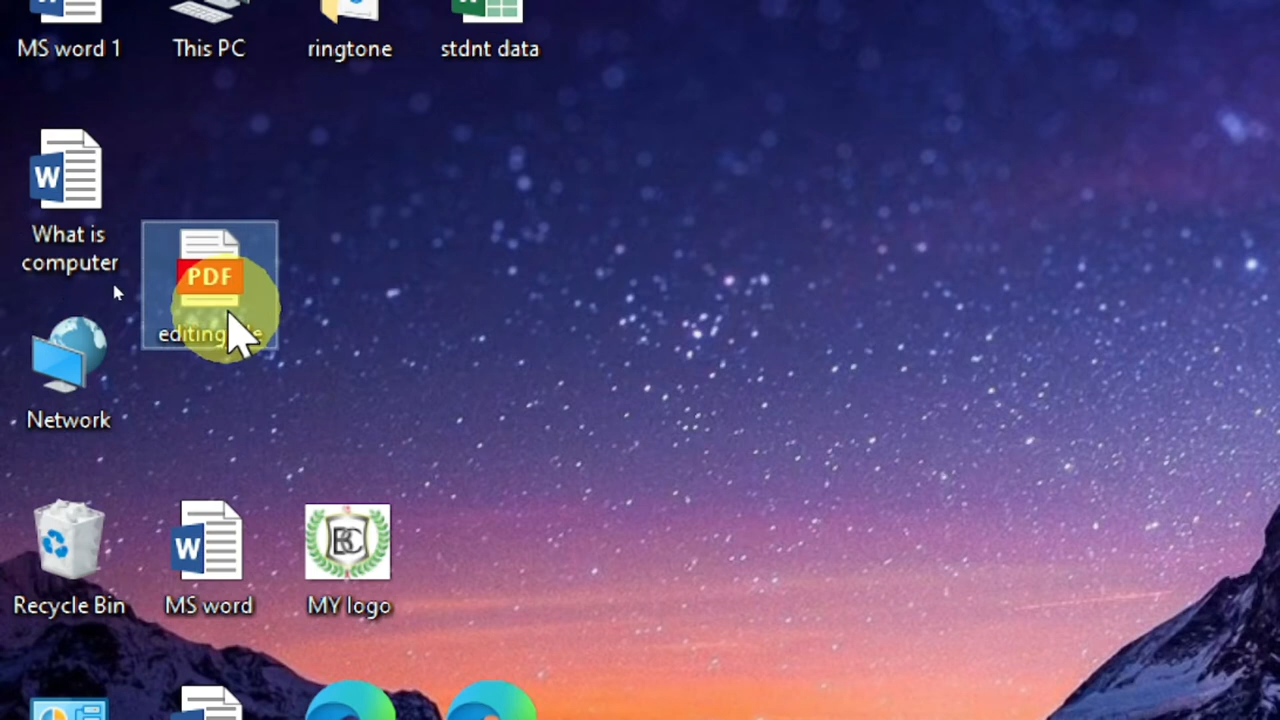 MS word 1
This PC
ringtone
stdnt data
W
What is
computer
PDF
editing
Network
W
BC
Recycle Bin
MS word
MY logo